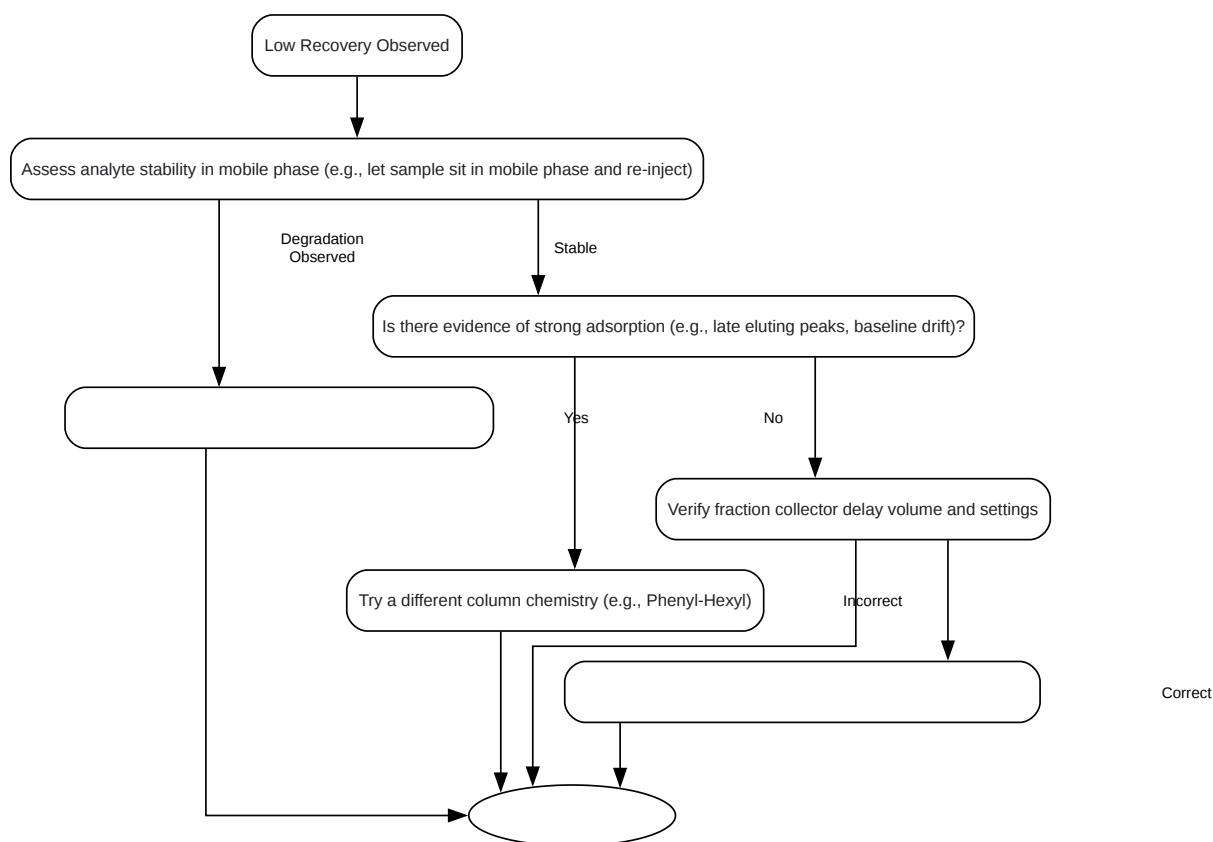 Low Recovery Observed
Assess analyte stability in mobile phase (e.g., let sample sit in mobile phase and re-inject)
Degradation
Observed
Stable
Is there evidence of strong adsorption (e.g., late eluting peaks, baseline drift)?
Yes
No
Verify fraction collector delay volume and settings
Try a different column chemistry (e.g., Phenyl-Hexyl)
Incorrect
Correct